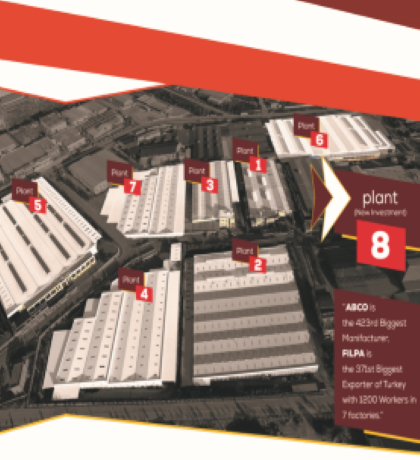 Plant
6
Plant
1
Plant
3
Plant
7
Plant
5
Plant
2
Plant
4
plant
(New Investment)
8
"ABCO is
the 423rd Biggest
Manifacturer,
FILPA is
the 371st Biggest
Exporter of Turkey
with 1200 Workers in
7 factories."